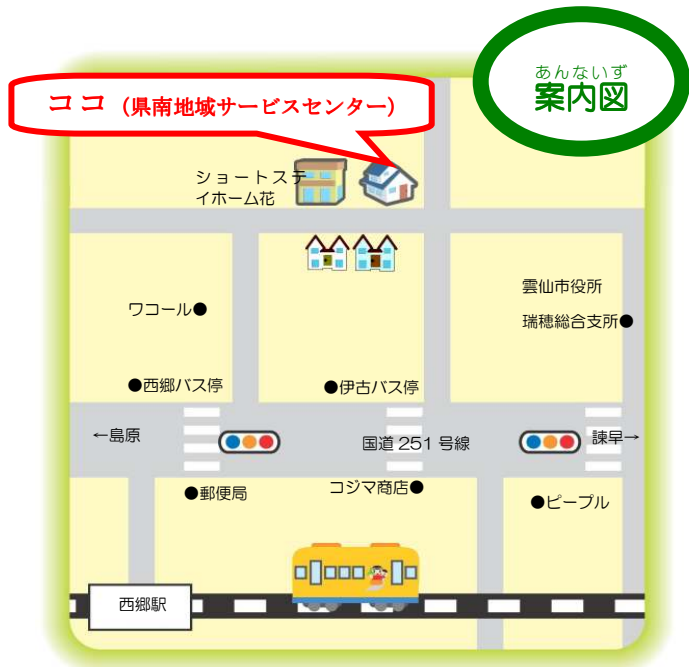 あんないず
案内図
ココ（県南地域サービスセンター）
ショートステ
イホーム花
ワコール●
雲仙市役所
瑞穂総合支所●
●西郷バス停
●伊古バス停
←島原
国道 251 号線
諫早→
●郵便局
コジマ商店●
●ピープル
西郷駅